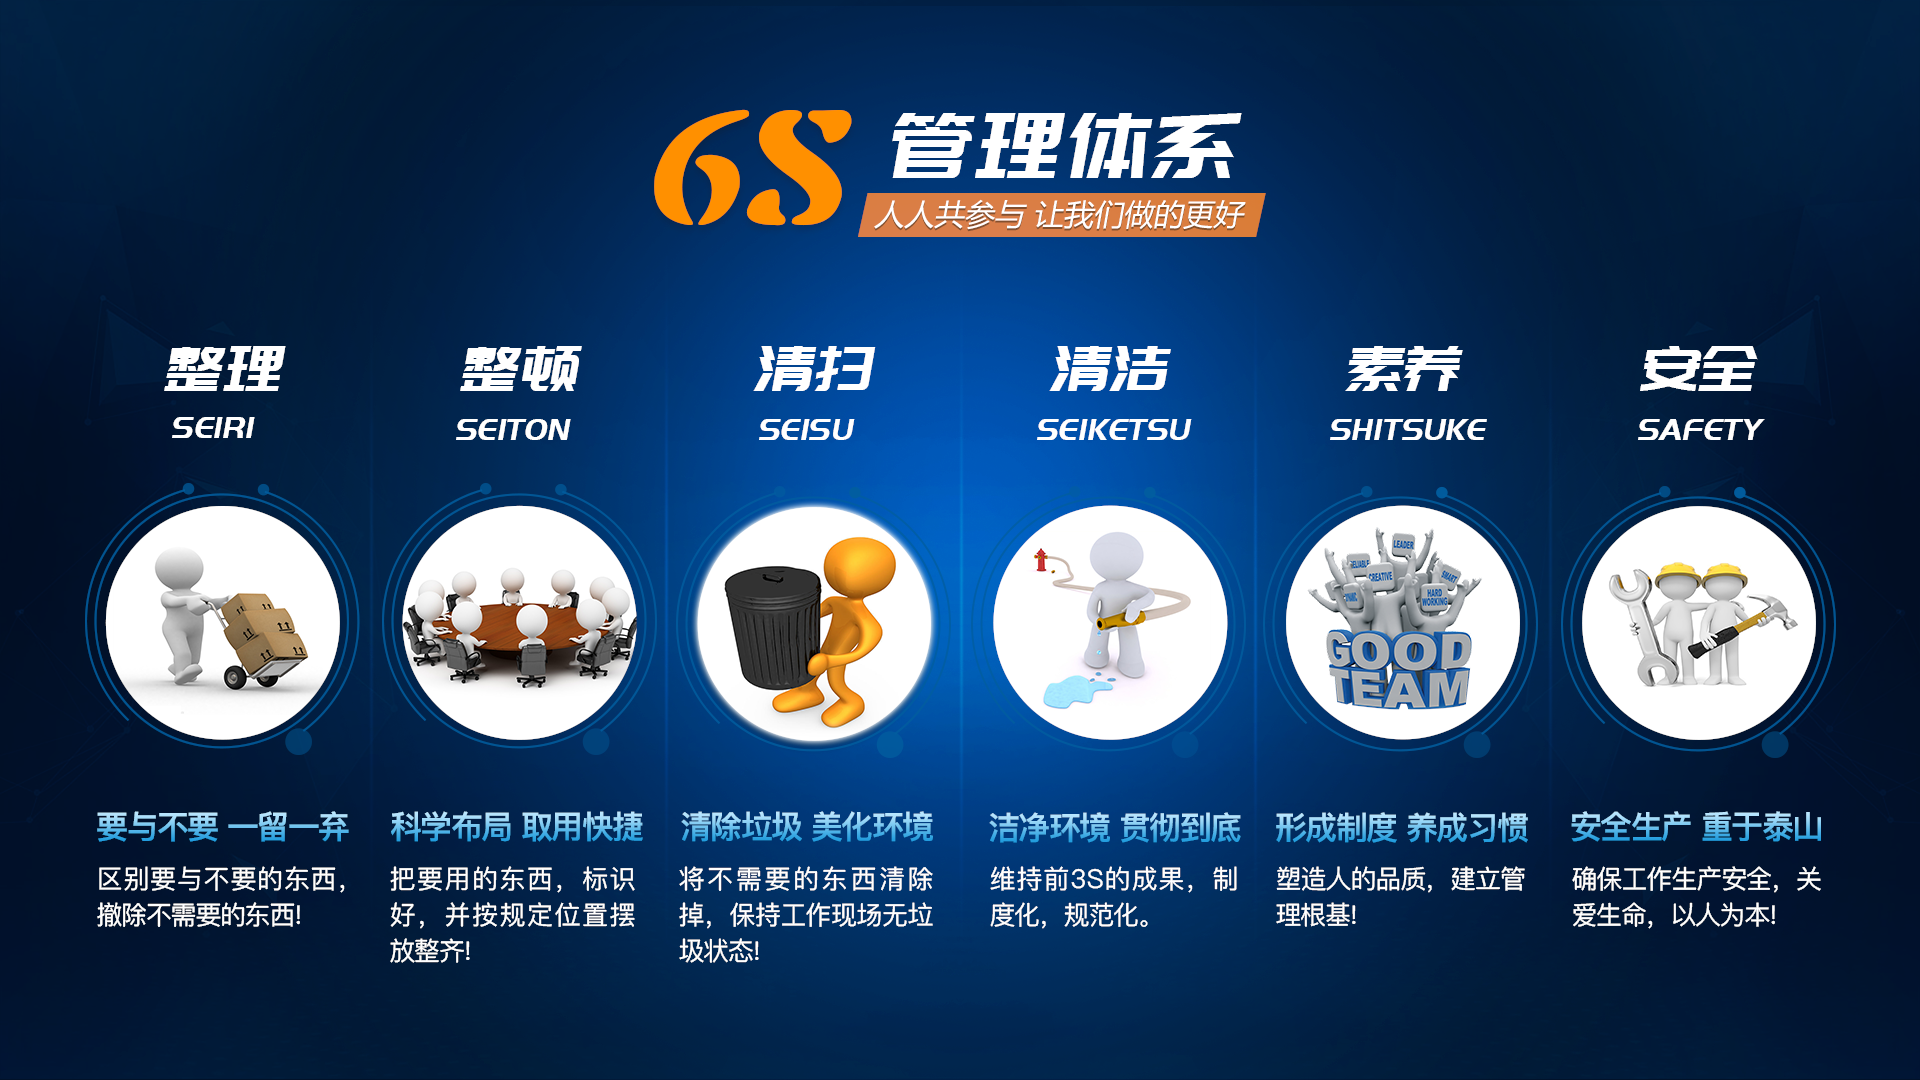 6S 管理体系
人人共参与 让我们做的更好
整理
SEIRI
整顿
SEITON
清扫
SEISU
清洁
SEIKETSU
素养
SHITSUKE
安全
SAFETY
LEADER
RELIABLE
CREATIVE
SMART
DYNAMIC
HARD
WORKING
GOOD
TEAM
要与不要 一留一弃
区别要与不要的东西，
撤除不需要的东西!
科学布局 取用快捷
把要用的东西，标识
好，并按规定位置摆
放整齐!
清除垃圾 美化环境
将不需要的东西清除
掉，保持工作现场无垃
圾状态!
洁净环境 贯彻到底
维持前3S的成果，制
度化，规范化。
形成制度 养成习惯
塑造人的品质，建立管
理根基!
安全生产 重于泰山
确保工作生产安全，关
爱生命，以人为本!